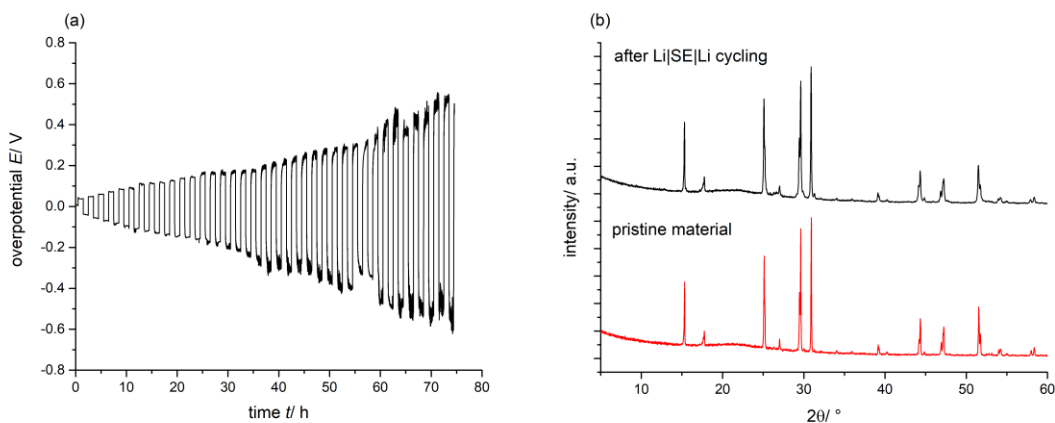 (a)
0.8
0.6
0.4
0.2
0.0
-0.2
-0.4
-0.6
-0.8
overpotential E/ V
0 10 20 30 40 50 60 70 80
time t/ h
(b)
after Li|SE|Li cycling
pristine material
intensity/ a.u.
10 20 30 40 50 60
2θ/ °